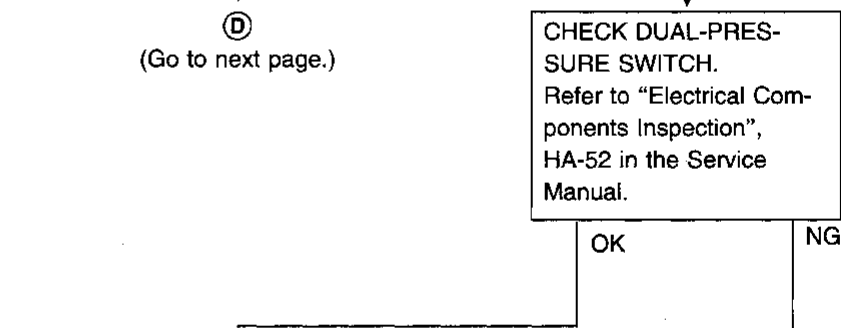 D
(Go to next page.)
CHECK DUAL-PRES-
SURE SWITCH.
Refer to “Electrical Com-
ponents Inspection”,
HA-52 in the Service
Manual.
OK
NG